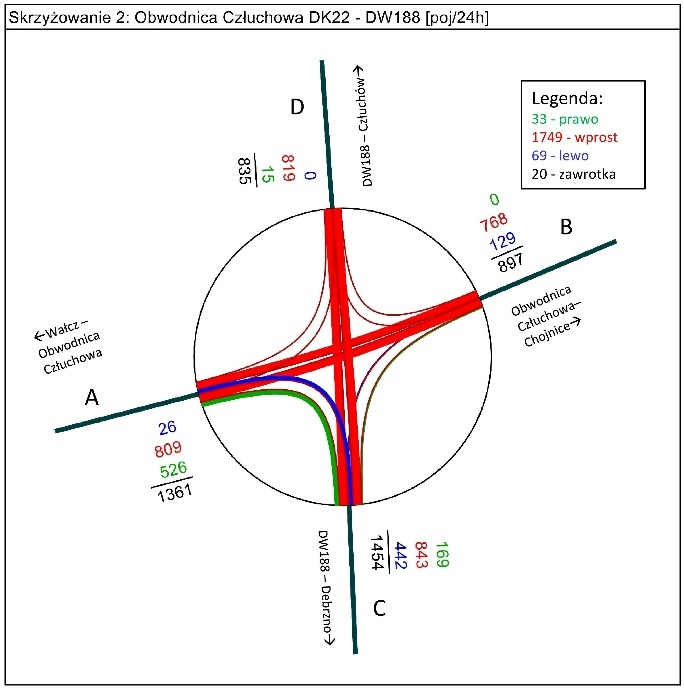 Skrzyżowanie 2: Obwodnica Człuchowa DK22 - DW188 [poj/24h]
Legenda:
33 - prawo
1749 - wprost
69 - lewo
20 - zawrotka
D
DW188 – Człuchów→
0
819
15
835
B
0
768
129
897
Obwodnica
Człuchowa–
Chojnice→
←Wałcz –
Obwodnica
Człuchowa
A
26
809
526
1361
DW188 – Debrzno→
C
169
843
442
1454